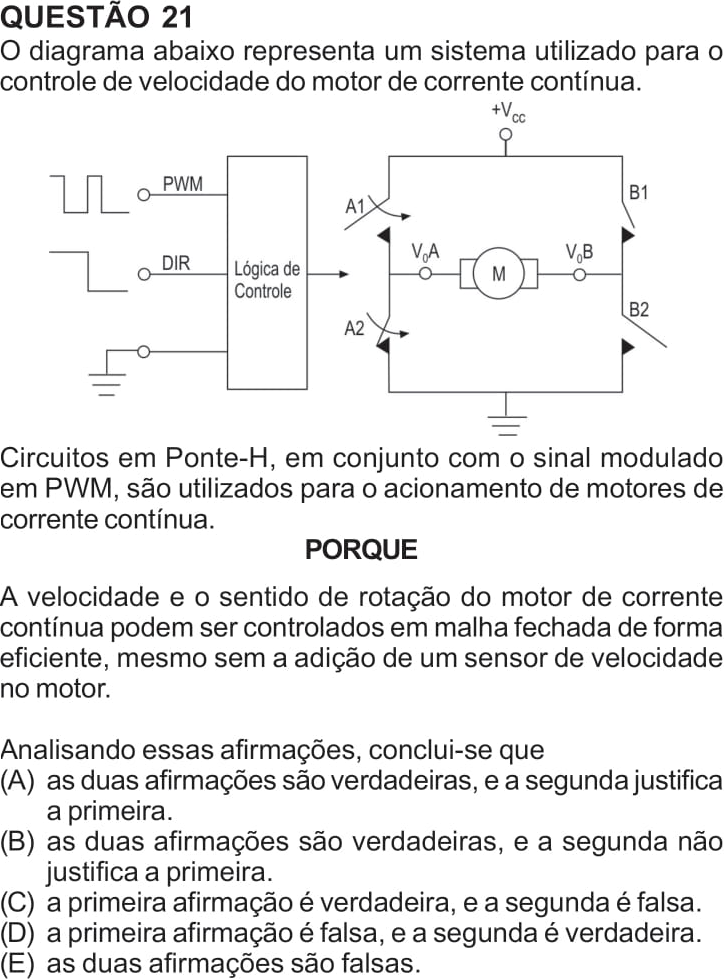 QUESTÃO 21
O diagrama abaixo representa um sistema utilizado para o
controle de velocidade do motor de corrente contínua.
+Vcc
PWM
A1
B1
DIR
V0A
V0B
Lógica de
Controle
M
A2
B2
Circuitos em Ponte-H, em conjunto com o sinal modulado
em PWM, são utilizados para o acionamento de motores de
corrente contínua.
PORQUE
A velocidade e o sentido de rotação do motor de corrente
contínua podem ser controlados em malha fechada de forma
eficiente, mesmo sem a adição de um sensor de velocidade
no motor.
Analisando essas afirmações, conclui-se que
(A) as duas afirmações são verdadeiras, e a segunda justifica
a primeira.
(B) as duas afirmações são verdadeiras, e a segunda não
justifica a primeira.
(C) a primeira afirmação é verdadeira, e a segunda é falsa.
(D) a primeira afirmação é falsa, e a segunda é verdadeira.
(E) as duas afirmações são falsas.